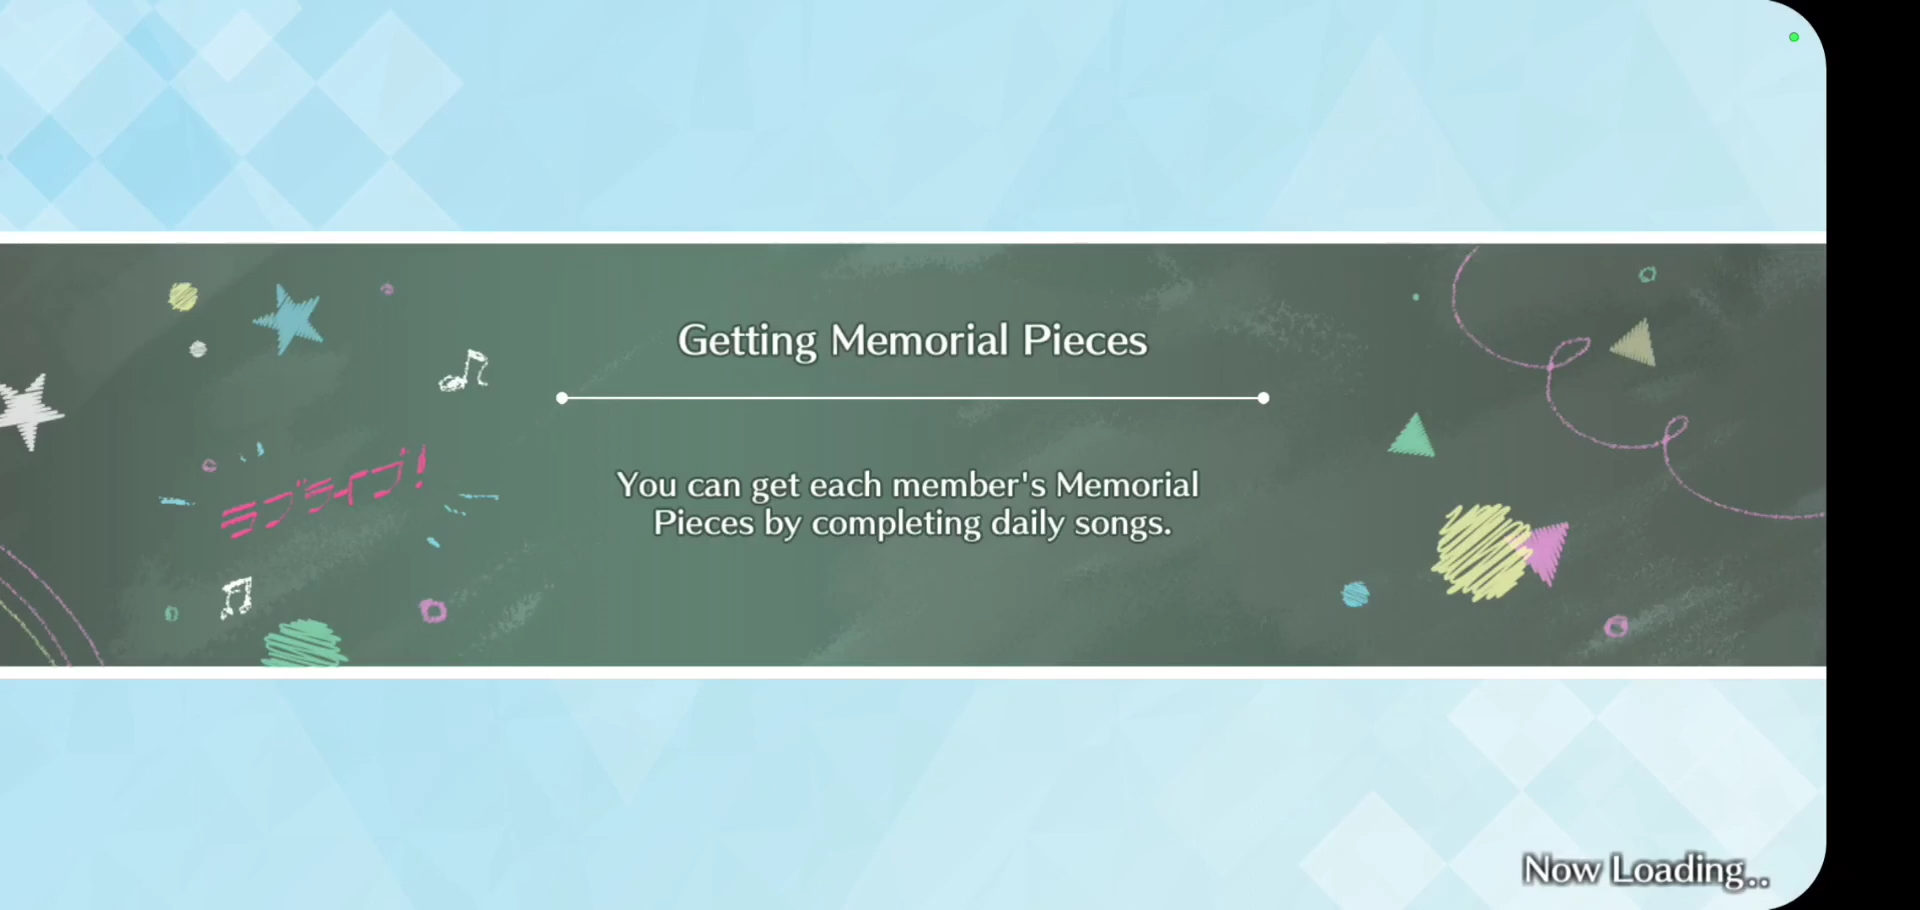 Getting Memorial Pieces
ラブライブ!
You can get each member's Memorial
Pieces by completing daily songs.
Now Loading..